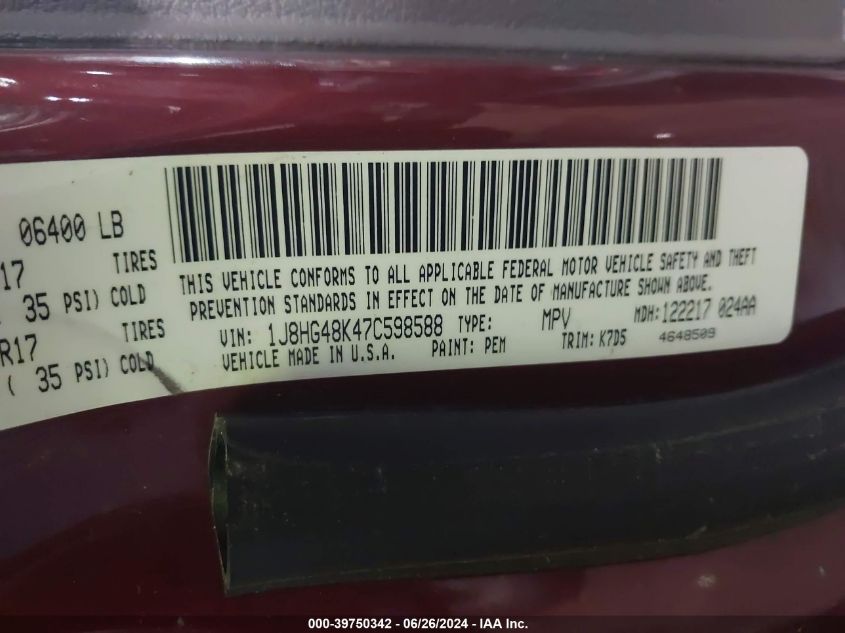 06400 LB
17 TIRES
35 PSI) COLD
R17 TIRES
( 35 PSI) COLD
THIS VEHICLE CONFORMS TO ALL APPLICABLE FEDERAL MOTOR VEHICLE SAFETY AND THEFT
PREVENTION STANDARDS IN EFFECT ON THE DATE OF MANUFACTURE SHOWN ABOVE.
VIN: 1J8HG48K47C598588 TYPE: MPV MDH: 122217 024AA
VEHICLE MADE IN U.S.A. PAINT: PEM TRIM: K7D5 4648509
000-39750342 - 06/26/2024 - IAA Inc.